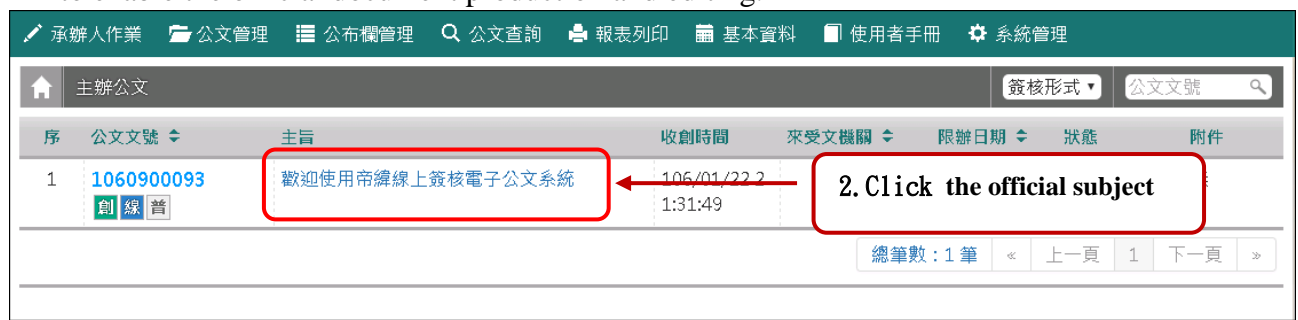 承辦人作業 公文管理 公布欄管理 公文查詢 報表列印 基本資料 使用者手冊 系統管理
主辦公文 簽核形式 公文文號
序 公文文號 主旨 收創時間 來受文機關 限辦日期 狀態 附件
1 1060900093 歡迎使用帝緯線上簽核電子公文系統 106/01/22 2
創 線 普 1:31:49
2.Click the official subject
總筆數:1 筆 « 上一頁 1 下一頁 »